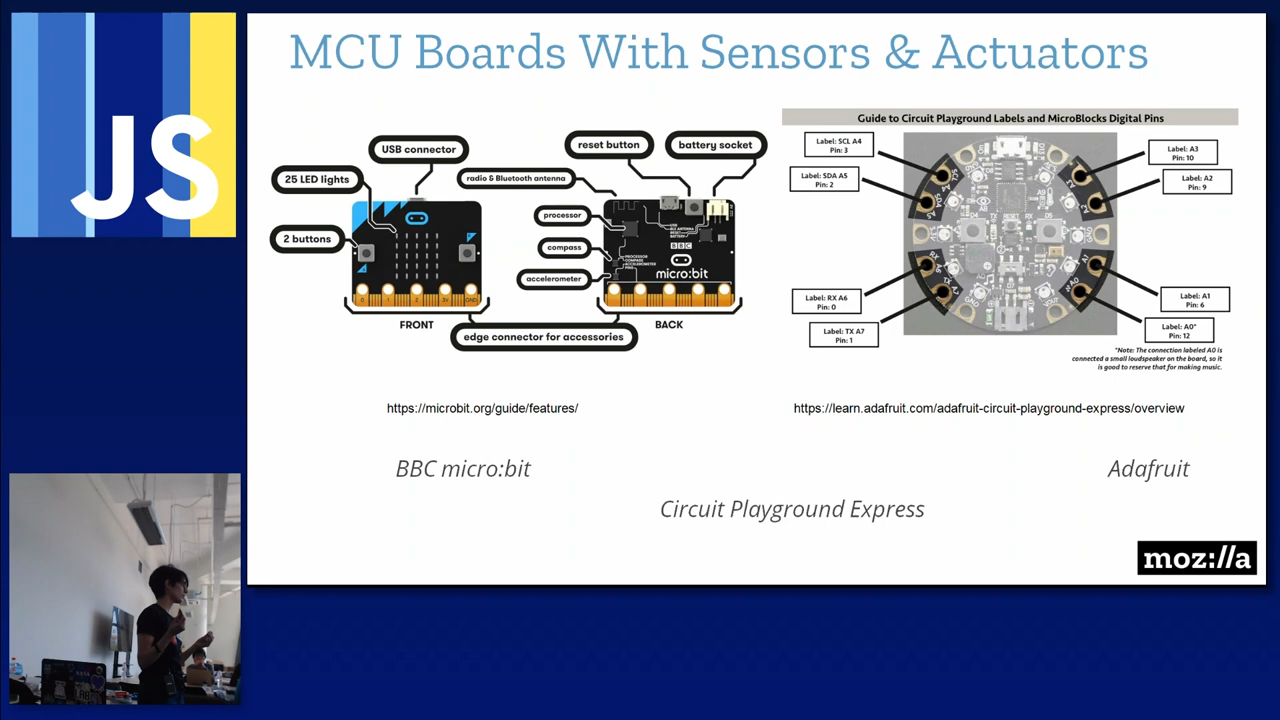 JS
MCU Boards With Sensors & Actuators
USB connector
25 LED lights
2 buttons
FRONT
reset button
battery socket
radio & Bluetooth antenna
processor
compass
accelerometer
BBC
micro:bit
BACK
edge connector for accessories
Guide to Circuit Playground Labels and MicroBlocks Digital Pins
Label: SCL A4
Pin: 3
Label: SDA A5
Pin: 2
Label: RX A6
Pin: 0
Label: TX A7
Pin: 1
Label: A3
Pin: 10
Label: A2
Pin: 9
Label: A1
Pin: 6
Label: A0*
Pin: 12
*Note: The connection labeled A0 is
connected a small loudspeaker on the board, so it
is good to reserve that for making music.
https://microbit.org/guide/features/
https://learn.adafruit.com/adafruit-circuit-playground-express/overview
BBC micro:bit
Adafruit
Circuit Playground Express
moz://a